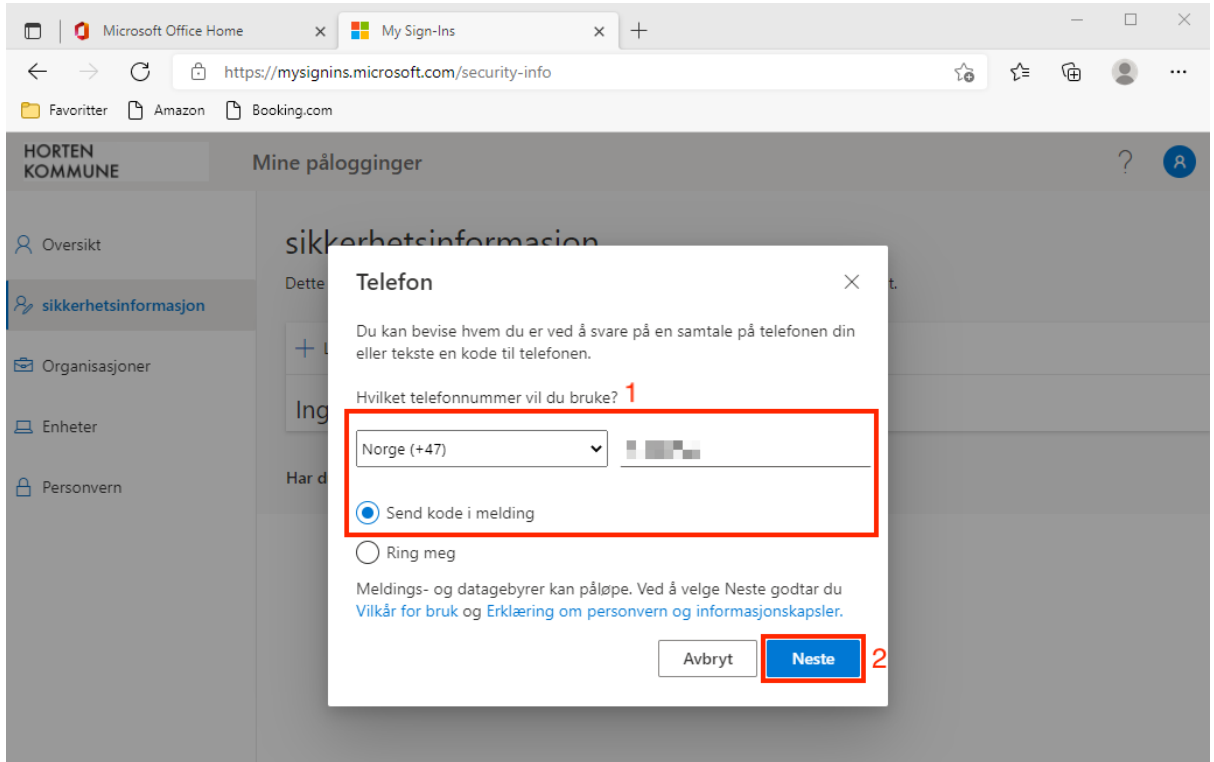 Microsoft Office Home
My Sign-Ins
https://mysignins.microsoft.com/security-info
Favoritter
Amazon
Booking.com
HORTEN
KOMMUNE
Mine pålogginger
?
Oversikt
sikkerhetsinformasjon
Organisasjoner
Enheter
Personvern
sikkerhetsinformasjon
Dette
t.
Ing
Har d
Telefon
Du kan bevise hvem du er ved å svare på en samtale på telefonen din
eller tekste en kode til telefonen.
Hvilket telefonnummer vil du bruke? 1
Norge (+47)
Send kode i melding
Ring meg
Meldings- og datagebyrer kan påløpe. Ved å velge Neste godtar du
Vilkår for bruk og Erklæring om personvern og informasjonskapsler.
Avbryt
Neste 2